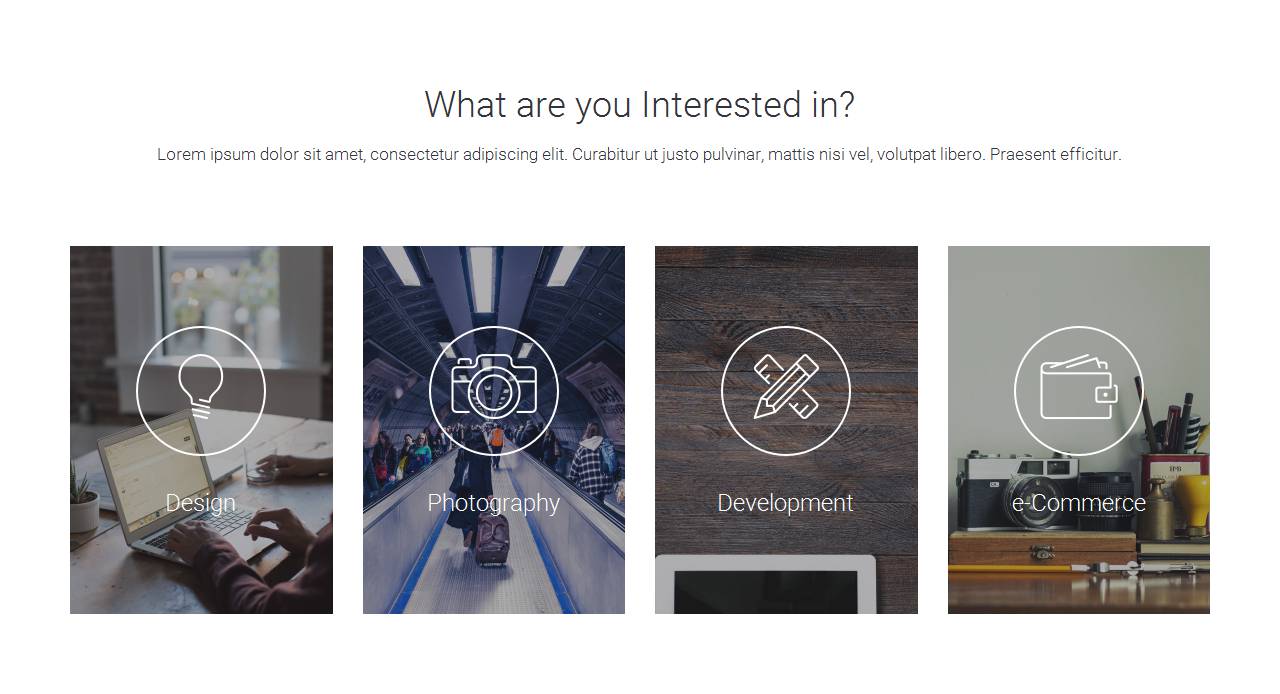 What are you Interested in?
Lorem ipsum dolor sit amet, consectetur adipiscing elit. Curabitur ut justo pulvinar, mattis nisi vel, volutpat libero. Praesent efficitur.
Design
Photography
Development
e-Commerce